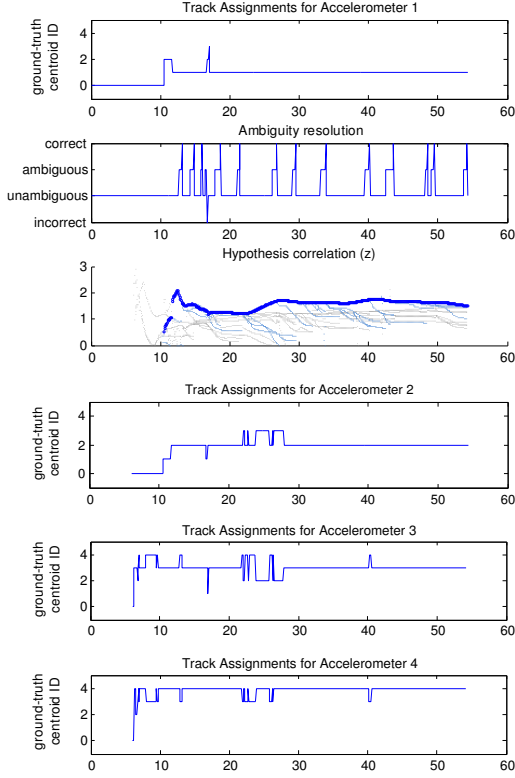 Track Assignments for Accelerometer 1
ground-truth
centroid ID
4
2
0
0 10 20 30 40 50 60
Ambiguity resolution
correct
ambiguous
unambiguous
incorrect
0 10 20 30 40 50 60
Hypothesis correlation (z)
3
2
1
0
0 10 20 30 40 50 60
Track Assignments for Accelerometer 2
ground-truth
centroid ID
4
2
0
0 10 20 30 40 50 60
Track Assignments for Accelerometer 3
ground-truth
centroid ID
4
2
0
0 10 20 30 40 50 60
Track Assignments for Accelerometer 4
ground-truth
centroid ID
4
2
0
0 10 20 30 40 50 60